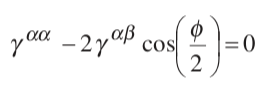 γ^{αα} − 2γ^{αβ} cos(ϕ/2) = 0